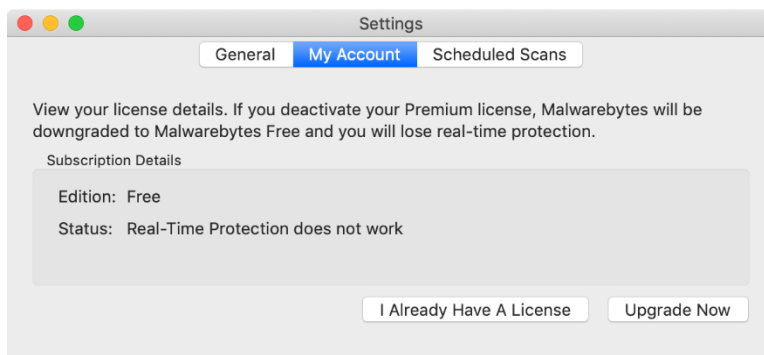 Settings
General My Account Scheduled Scans
View your license details. If you deactivate your Premium license, Malwarebytes will be
downgraded to Malwarebytes Free and you will lose real-time protection.
Subscription Details
Edition: Free
Status: Real-Time Protection does not work
I Already Have A License Upgrade Now